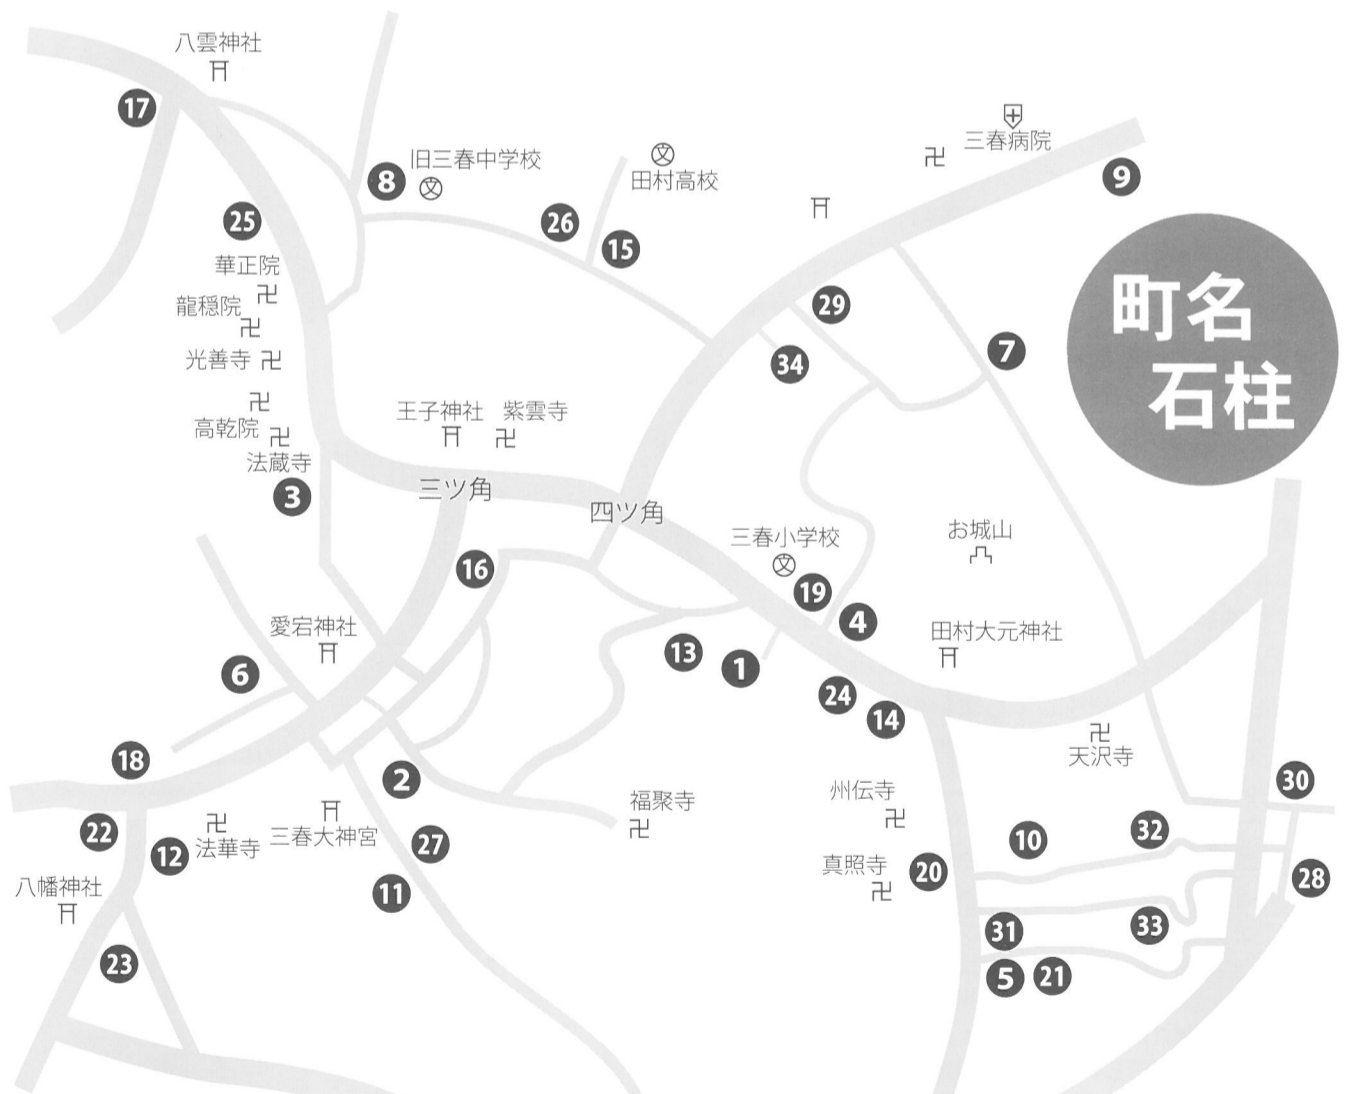 八雲神社
17
三春病院
旧三春中学校
8
田村高校
9
25
26
15
華正院
龍穏院
29
町名
石柱
光善寺
34
7
高乾院
王子神社
紫雲寺
法蔵寺
3
三ツ角
四ツ角
三春小学校
お城山
16
19
4
愛宕神社
田村大元神社
6
13
1
24
14
18
2
天沢寺
30
22
12
法華寺
三春大神宮
27
福聚寺
州伝寺
10
32
八幡神社
11
真照寺
20
28
23
31
33
5
21